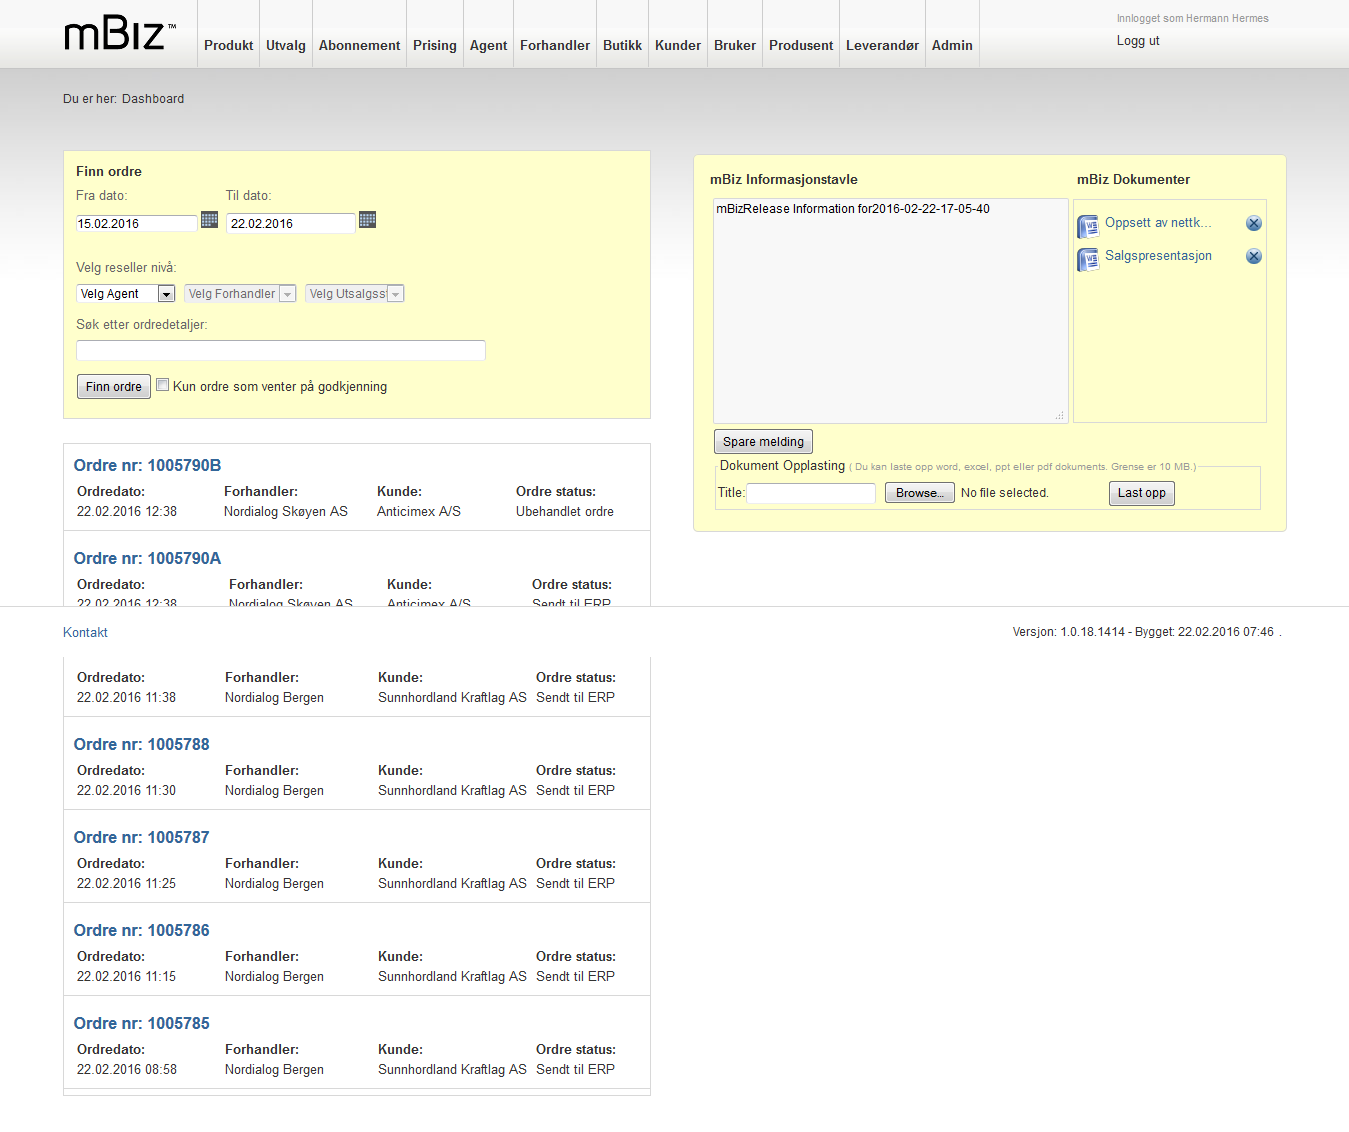 mBiz™
Produkt Utvalg Abonnement Prising Agent Forhandler Butikk Kunder Bruker Produsent Leverandør Admin
Innlogget som Hermann Hermes
Logg ut
Du er her: Dashboard
Finn ordre
Fra dato: Til dato:
15.02.2016 22.02.2016
Velg reseller nivå:
Velg Agent Velg Forhandler Velg Utsalgss
Søk etter ordredetaljer:
Finn ordre Kun ordre som venter på godkjenning
mBiz Informasjonstavle
mBizRelease Information for2016-02-22-17-05-40
mBiz Dokumenter
Oppsett av nettk...
Salgspresentasjon
Spare melding
Dokument Opplasting ( Du kan laste opp word, excel, ppt eller pdf dokuments. Grense er 10 MB.)
Title: Browse... No file selected. Last opp
Ordre nr: 1005790B
Ordredato: Forhandler: Kunde: Ordre status:
22.02.2016 12:38 Nordialog Skøyen AS Anticimex A/S Ubehandlet ordre
Ordre nr: 1005790A
Ordredato: Forhandler: Kunde: Ordre status:
22.02.2016 12:38 Nordialog Skøyen AS Anticimex A/S Sendt til ERP
Kontakt
Versjon: 1.0.18.1414 - Bygget: 22.02.2016 07:46 .
Ordredato: Forhandler: Kunde: Ordre status:
22.02.2016 11:38 Nordialog Bergen Sunnhordland Kraftlag AS Sendt til ERP
Ordre nr: 1005788
Ordredato: Forhandler: Kunde: Ordre status:
22.02.2016 11:30 Nordialog Bergen Sunnhordland Kraftlag AS Sendt til ERP
Ordre nr: 1005787
Ordredato: Forhandler: Kunde: Ordre status:
22.02.2016 11:25 Nordialog Bergen Sunnhordland Kraftlag AS Sendt til ERP
Ordre nr: 1005786
Ordredato: Forhandler: Kunde: Ordre status:
22.02.2016 11:15 Nordialog Bergen Sunnhordland Kraftlag AS Sendt til ERP
Ordre nr: 1005785
Ordredato: Forhandler: Kunde: Ordre status:
22.02.2016 08:58 Nordialog Bergen Sunnhordland Kraftlag AS Sendt til ERP